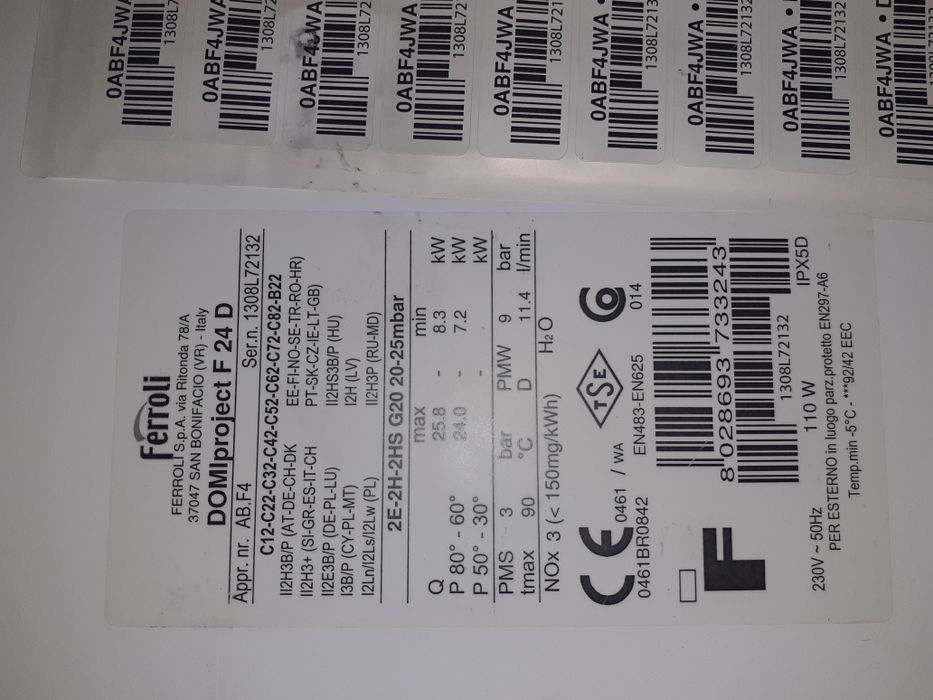 0ABF4JWA
1308L7213
0ABF4JWA
1308L72132
0ABF4JWA
1308L72
0ABF4JWA
1308L72
0ABF4JWA
1308L72
0ABF4JWA •
1308L7213
0ABF4JWA •
1308L7213
0ABF4JWA •
1308L72132
0ABF4JWA • D
ferroli
FERROLI S.p.A. via Ritonda 78/A
37047 SAN BONIFACIO (VR) - Italy
DOMIproject F 24 D
Appr. nr. AB.F4 Ser.n. 1308L72132
C12-C22-C32-C42-C52-C62-C72-C82-B22
II2H3B/P (AT-DE-CH-DK EE-FI-NO-SE-TR-RO-HR)
II2H3+ (SI-GR-ES-IT-CH PT-SK-CZ-IE-LT-GB)
II2E3B/P (DE-PL-LU) II2HS3B/P (HU)
I3B/P (CY-PL-MT) I2H (LV)
I2Ln/I2Ls/I2Lw (PL) II2H3P (RU-MD)
2E-2H-2HS G20 20-25mbar
max min
Q 25.8 - 8.3 kW
P 80° - 60° 24.0 - 7.2 kW
P 50° - 30° - kW
PMS 3 bar PMW 9 bar
tmax 90 °C D 11.4 l/min
NOx 3 (< 150mg/kWh) H2O
CE 0461 / WA TSE
0461BR0842 EN483-EN625 014
F
8 028693 733243
1308L72132
230V ~ 50Hz 110 W IPX5D
PER ESTERNO in luogo parz.protetto EN297-A6
Temp.min -5°C - ***92/42 EEC